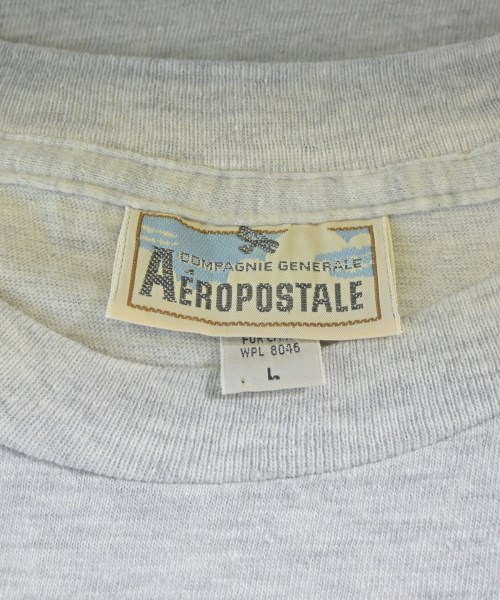 COMPAGNIE GENERALE
AÉROPOSTALE
WPL 8046
L